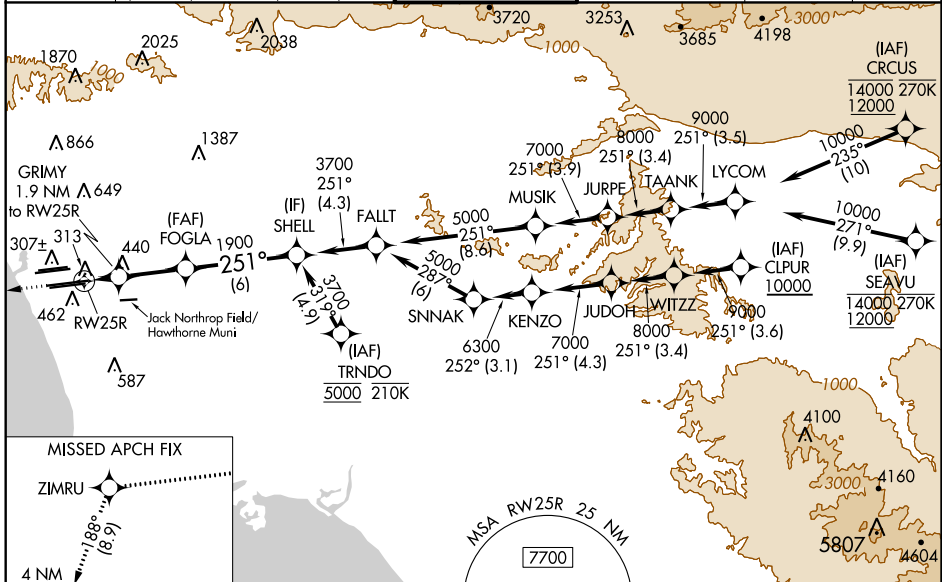 3720
3253
3000
3685
4198
2038
2025
1000
1870
1000
(IAF)
CRCUS
14000 270K
12000
10000
235°
(10)
9000
251° (3.5)
8000
251° (3.4)
7000
251° (3.9)
866
1387
649
GRIMY
1.9 NM
to RW25R
3700
251°
(4.3)
MUSIK
JURPE
TAANK
LYCOM
(IF)
SHELL
FALLT
(FAF)
FOGLA
1900
251°
(6)
5000
251°
(8.6)
10000
271°
(9.9)
307±
313
440
462
RW25R
Jack Northrop Field/
Hawthorne Muni
587
3700
319°
(4.9)
(IAF)
TRNDO
5000 210K
5000
287°
(6)
SNNAK
KENZO
JUDOH
WITZZ
(IAF)
CLPUR
10000
(IAF)
SEAVU
14000 270K
12000
6300
252° (3.1)
7000
251° (4.3)
8000
251° (3.4)
9000
251° (3.6)
1000
4100
3000
4160
5807
4604
MISSED APCH FIX
ZIMRU
188°
(8.9)
4 NM
MSA RW25R 25 NM
7700